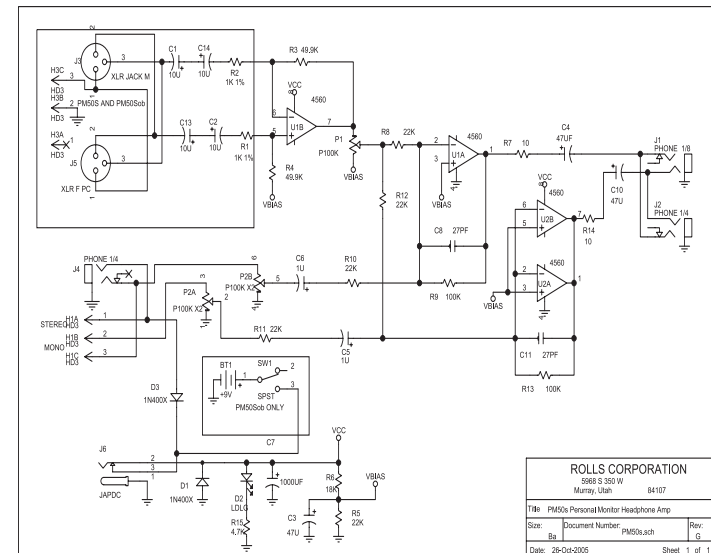 J3
XLR JACK M
PM50S AND PM50Sob
H3C
HD3
H3B
HD3
H3A
HD3
J5
XLR F PC
C1
10U
C14
10U
R2
1K 1%
C13
10U
C2
10U
R1
1K 1%
R3 49.9K
VCC
4560
U1B
R4
49.9K
VBIAS
P1
P100K
VBIAS
R8 22K
R12
22K
4560
U1A
VBIAS
C8 27PF
R9 100K
R7 10
C4
47UF
J1
PHONE 1/8
C10
47U
J2
PHONE 1/4
VCC
4560
U2B
R14
10
4560
U2A
VBIAS
C11 27PF
R13 100K
J4 PHONE 1/4
P2A
P100K X2
P2B
P100K X2
C6
1U
R10
22K
R11 22K
C5
1U
STEREO
H1A
HD3
H1B
HD3
MONO
H1C
HD3
D3
1N400X
BT1
+9V
SW1
SPST
PM50Sob ONLY
C7
1000UF
J6
JAPDC
D1
1N400X
D2
LDLG
R15
4.7K
VCC
R6
18K
VBIAS
C3
47U
R5
22K
ROLLS CORPORATION
5968 S 350 W
Murray, Utah 84107
Title PM50s Personal Monitor Headphone Amp
Size: Ba
Document Number: PM50s.sch
Rev: G
Date: 26-Oct-2005 Sheet 1 of 1